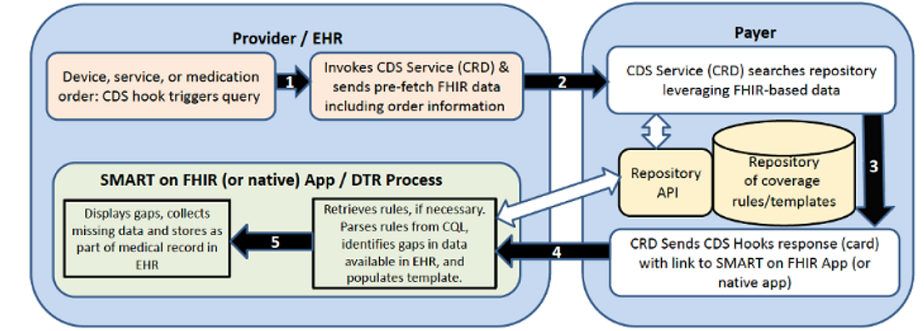 Provider / EHR
Device, service, or medication
order: CDS hook triggers query
1
Invokes CDS Service (CRD) &
sends pre-fetch FHIR data
including order information
2
Payer
CDS Service (CRD) searches repository
leveraging FHIR-based data
3
Repository
API
Repository
of coverage
rules/templates
CRD Sends CDS Hooks response (card)
with link to SMART on FHIR App (or
native app)
4
SMART on FHIR (or native) App / DTR Process
Retrieves rules, if necessary.
Parses rules from CQL,
identifies gaps in data
available in EHR, and
populates template.
5
Displays gaps, collects
missing data and stores as
part of medical record in
EHR